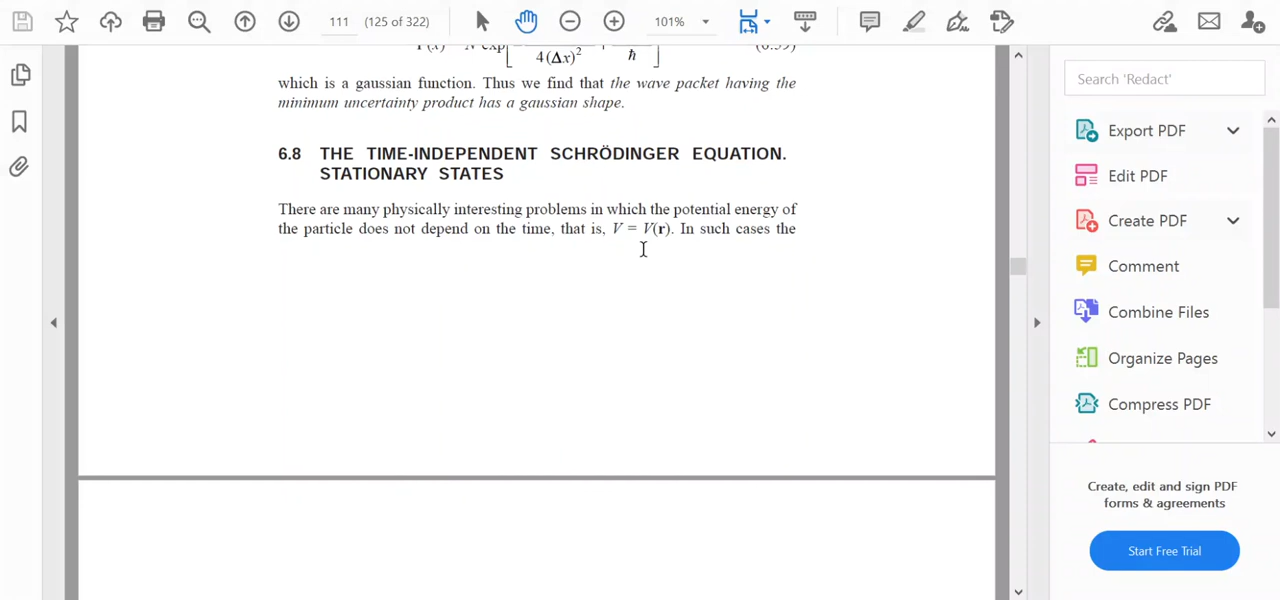 111 (125 of 322) 101%
4(Δx)² ħ
which is a gaussian function. Thus we find that the wave packet having the
minimum uncertainty product has a gaussian shape.
6.8 THE TIME-INDEPENDENT SCHRÖDINGER EQUATION.
STATIONARY STATES
There are many physically interesting problems in which the potential energy of
the particle does not depend on the time, that is, V = V(r). In such cases the
Search 'Redact'
Export PDF
Edit PDF
Create PDF
Comment
Combine Files
Organize Pages
Compress PDF
Create, edit and sign PDF
forms & agreements
Start Free Trial